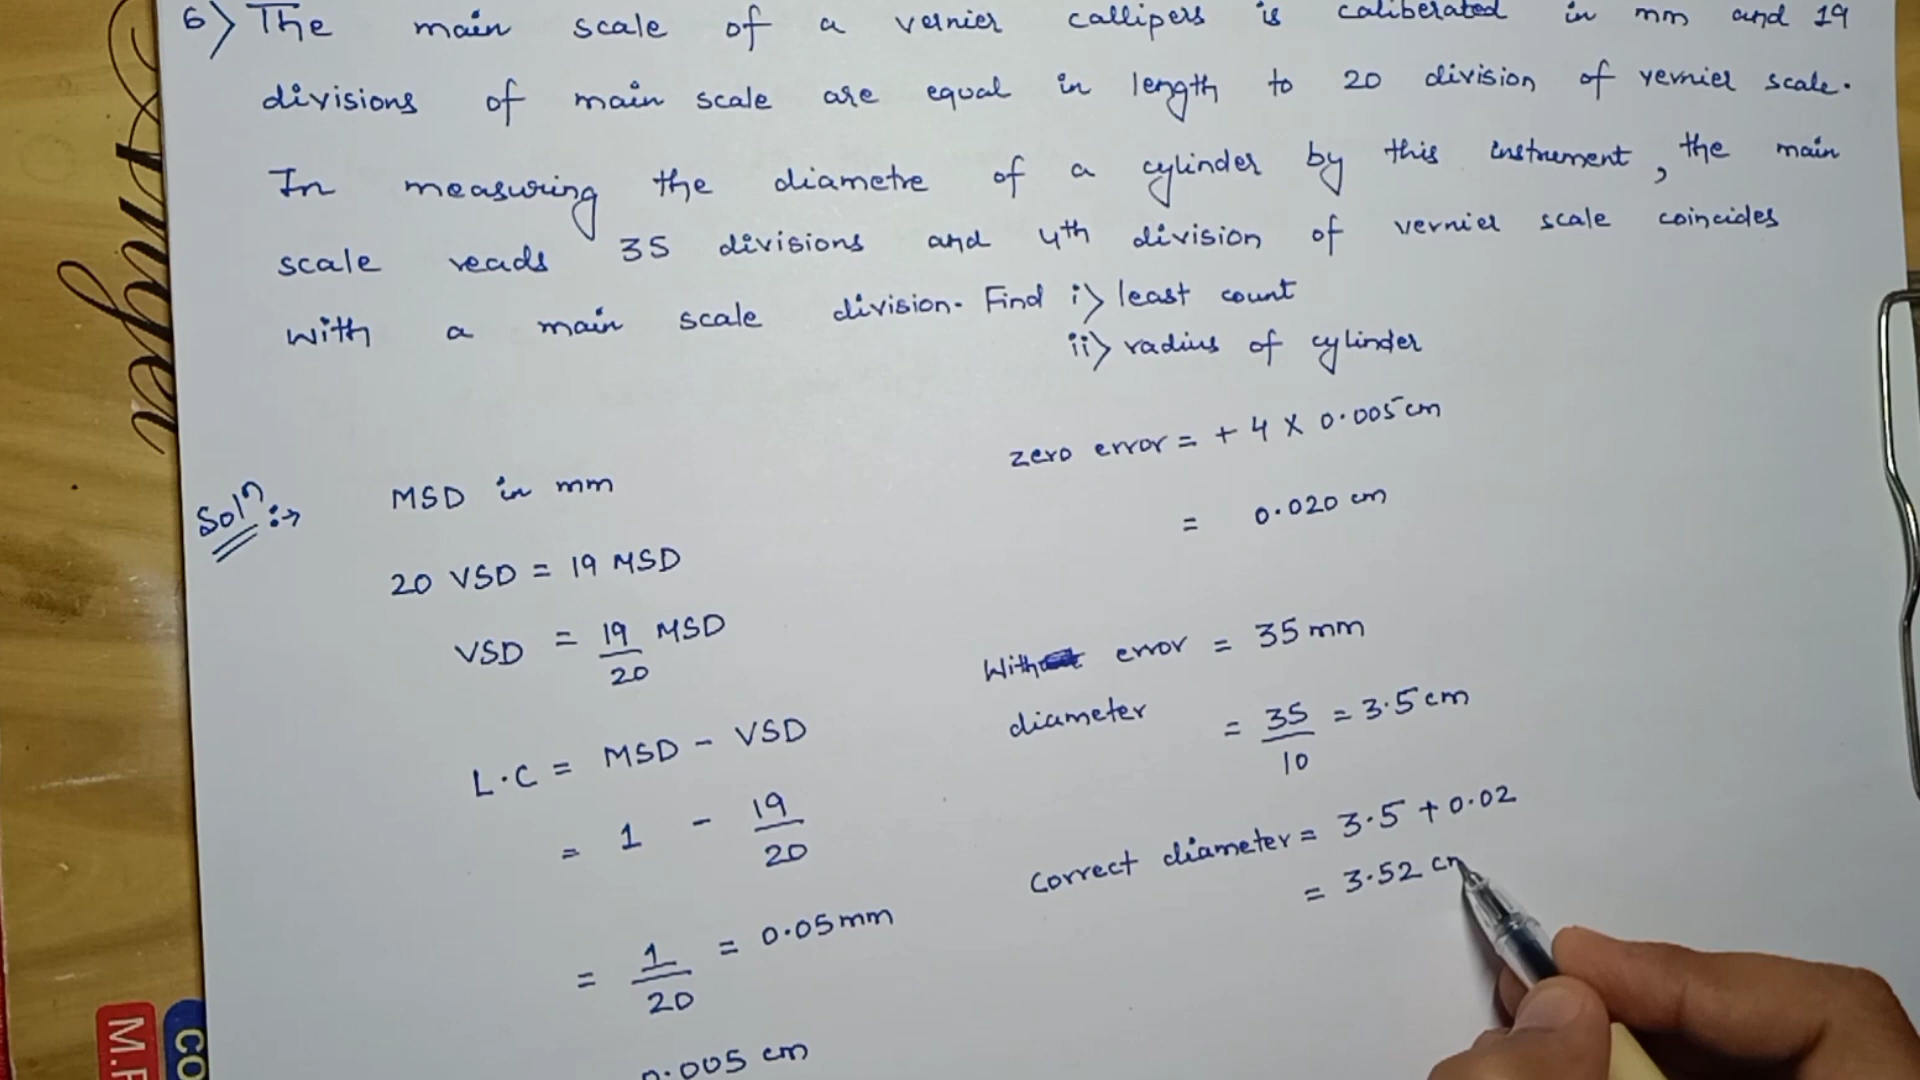 6) The main scale of a vernier callipers is caliberated in mm and 19
divisions of main scale are equal in length to 20 division of vernier scale.
In measuring the diametre of a cylinder by this instrument, the main
scale reads 35 divisions and 4th division of vernier scale coincides
with a main scale division. Find i) least count
ii) radius of cylinder
Solⁿ :→
MSD in mm
20 VSD = 19 MSD
VSD = 19/20 MSD
L.C = MSD - VSD
= 1 - 19/20
= 1/20 = 0.05 mm
0.005 cm
zero error = + 4 × 0.005 cm
= 0.020 cm
With error = 35 mm
diameter = 35/10 = 3.5 cm
Correct diameter = 3.5 + 0.02
= 3.52 cm
M.P
CO